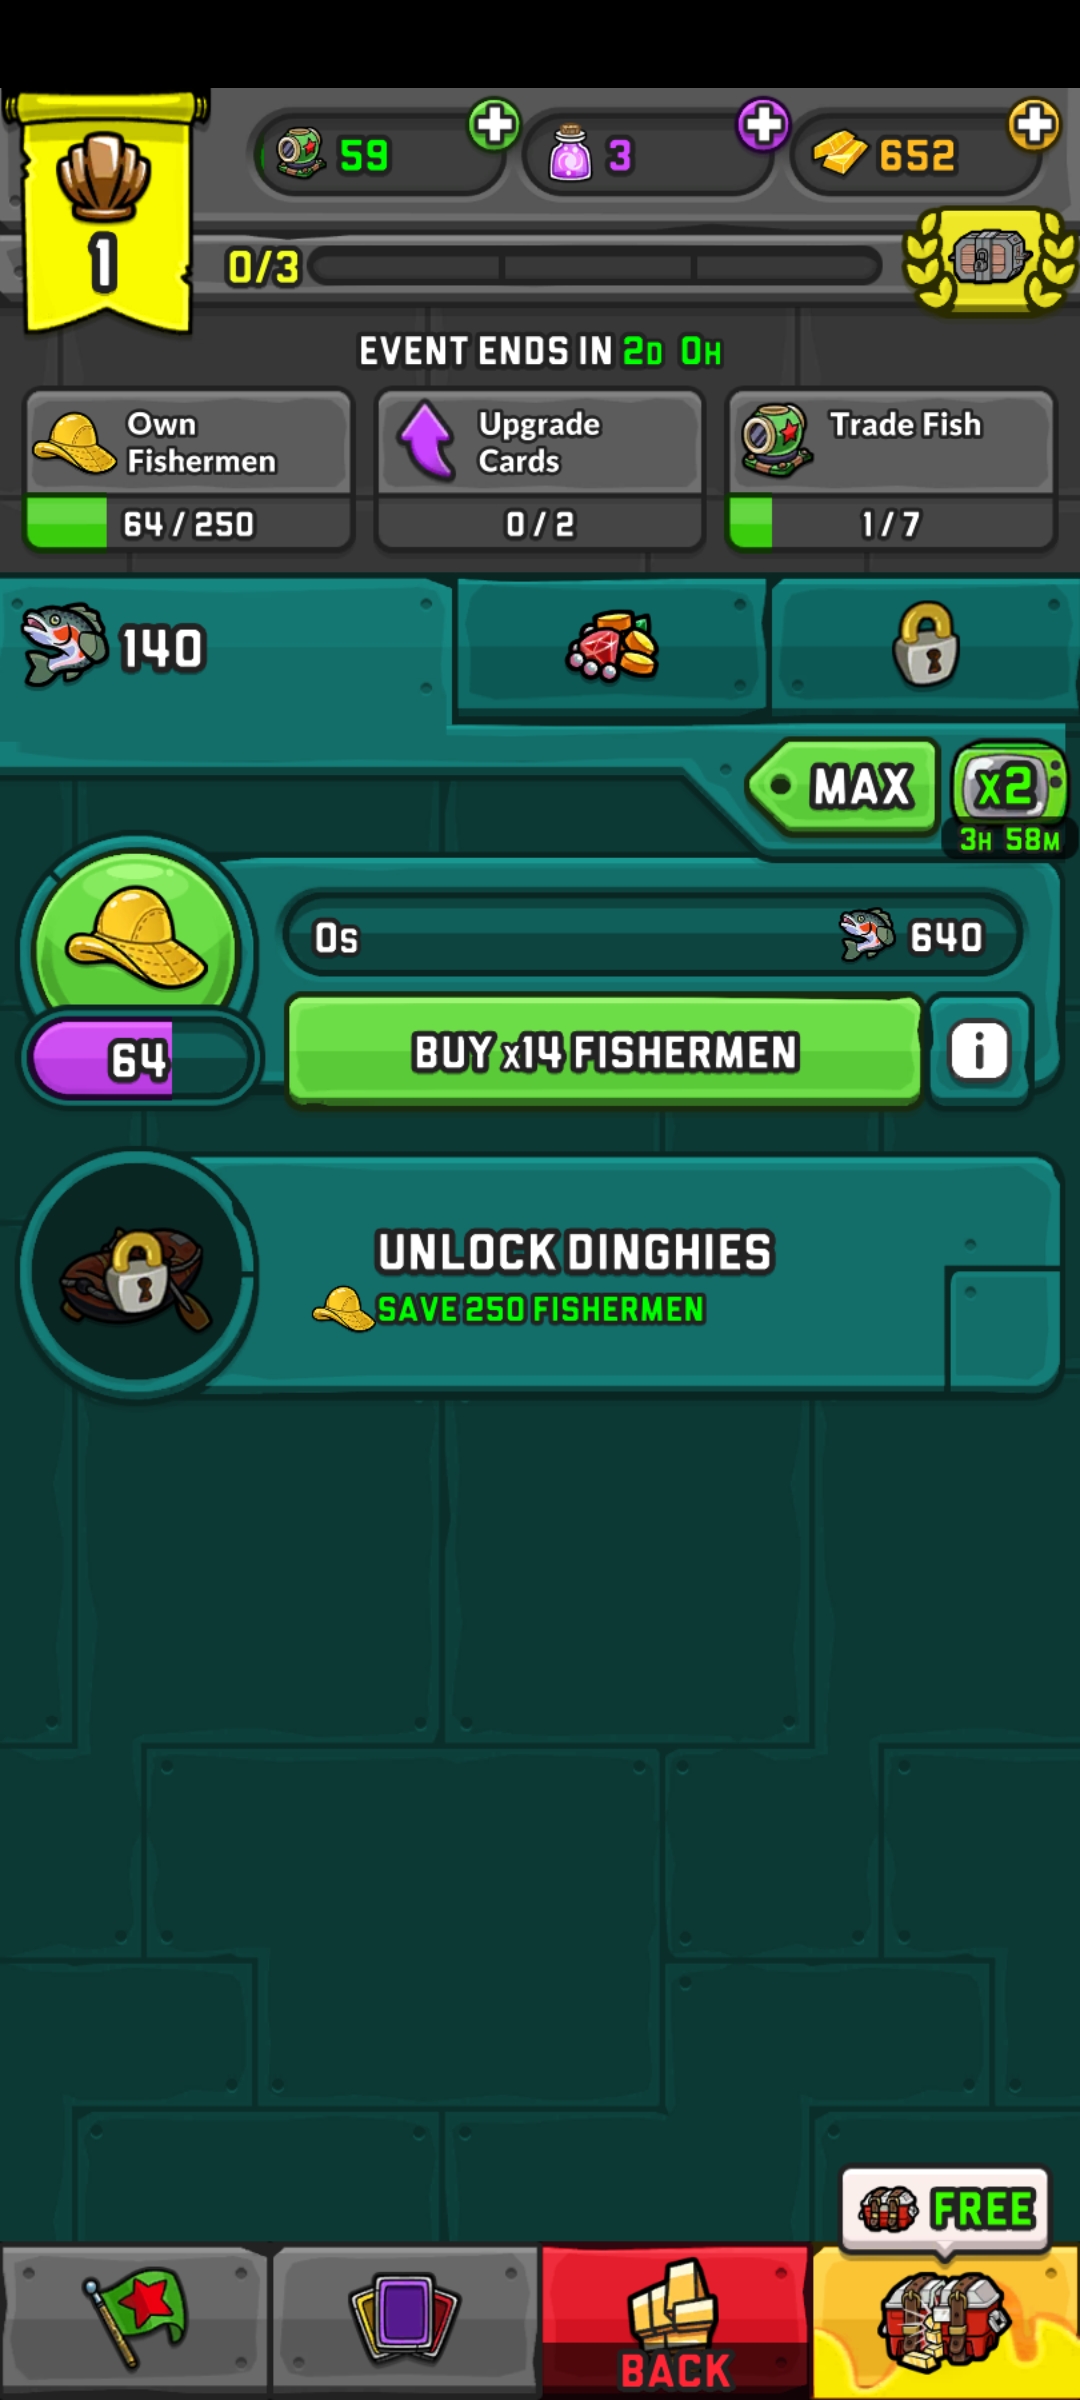 59
3
652
1
0/3
EVENT ENDS IN 2D 0H
Own
Fishermen
64 / 250
Upgrade
Cards
0 / 2
Trade Fish
1 / 7
140
MAX
x2
3H 58M
0s
640
64
BUY x14 FISHERMEN
i
UNLOCK DINGHIES
SAVE 250 FISHERMEN
FREE
BACK